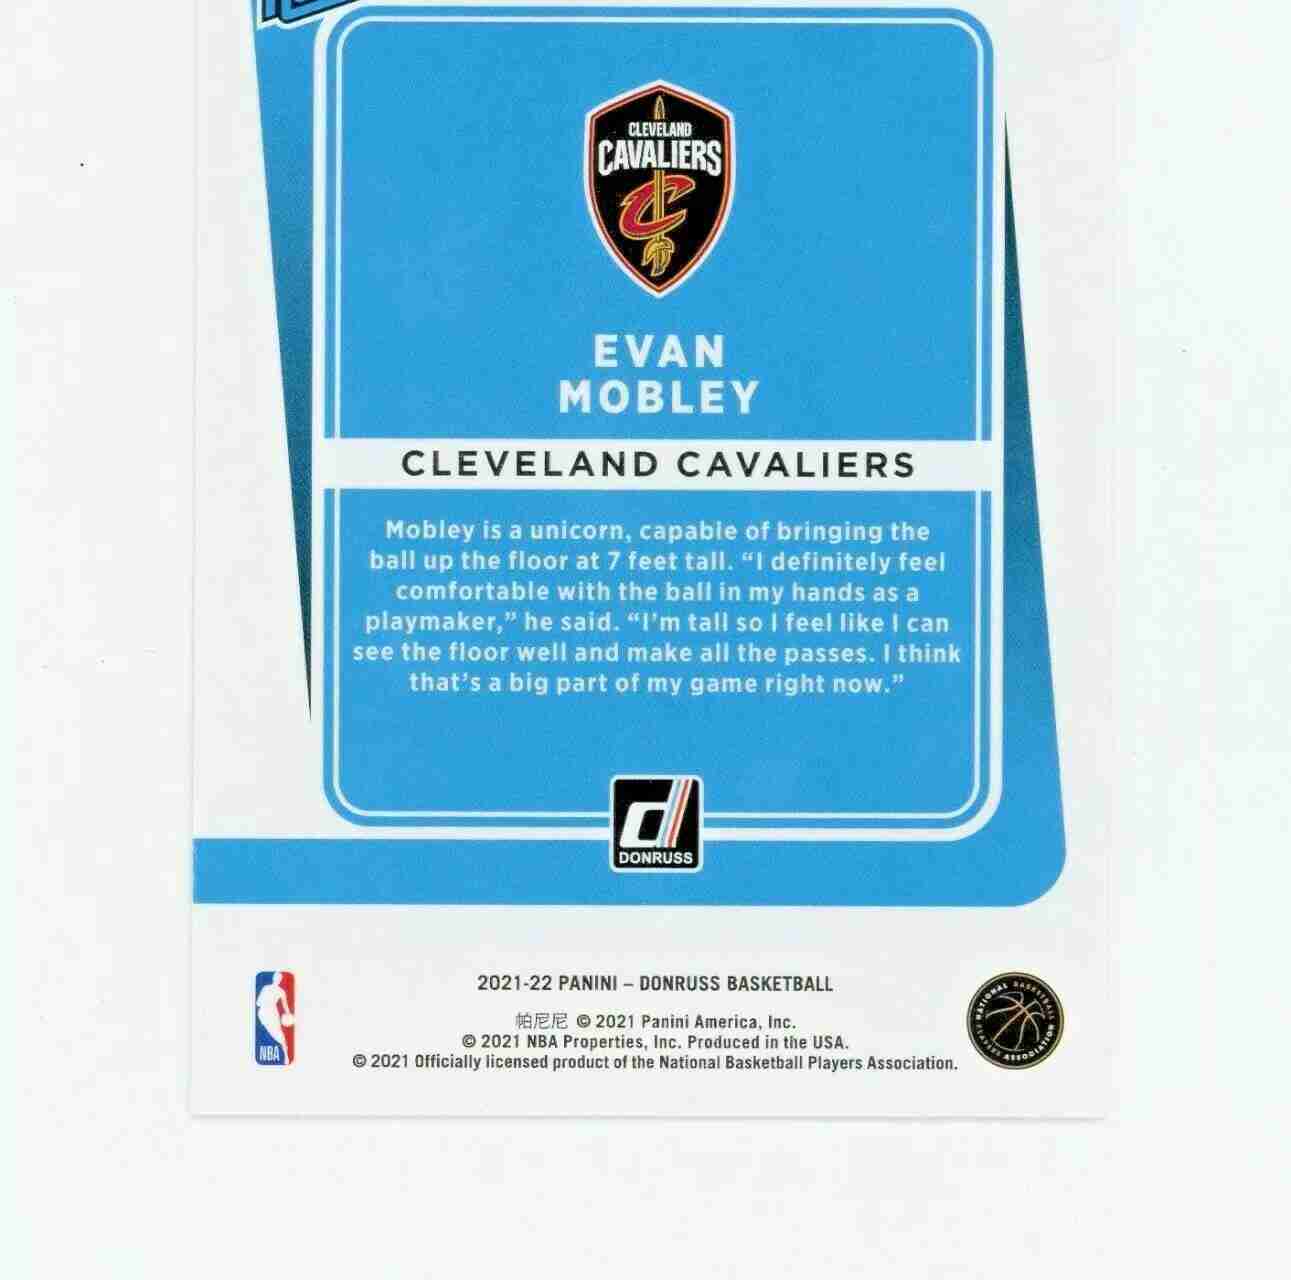 CLEVELAND
CAVALIERS
C
EVAN
MOBLEY
CLEVELAND CAVALIERS
Mobley is a unicorn, capable of bringing the
ball up the floor at 7 feet tall. “I definitely feel
comfortable with the ball in my hands as a
playmaker,” he said. “I’m tall so I feel like I can
see the floor well and make all the passes. I think
that’s a big part of my game right now.”
d
DONRUSS
2021-22 PANINI – DONRUSS BASKETBALL
帕尼尼 © 2021 Panini America, Inc.
© 2021 NBA Properties, Inc. Produced in the USA.
© 2021 Officially licensed product of the National Basketball Players Association.
NBA
NATIONAL BASKETBALL
PLAYERS ASSOCIATION